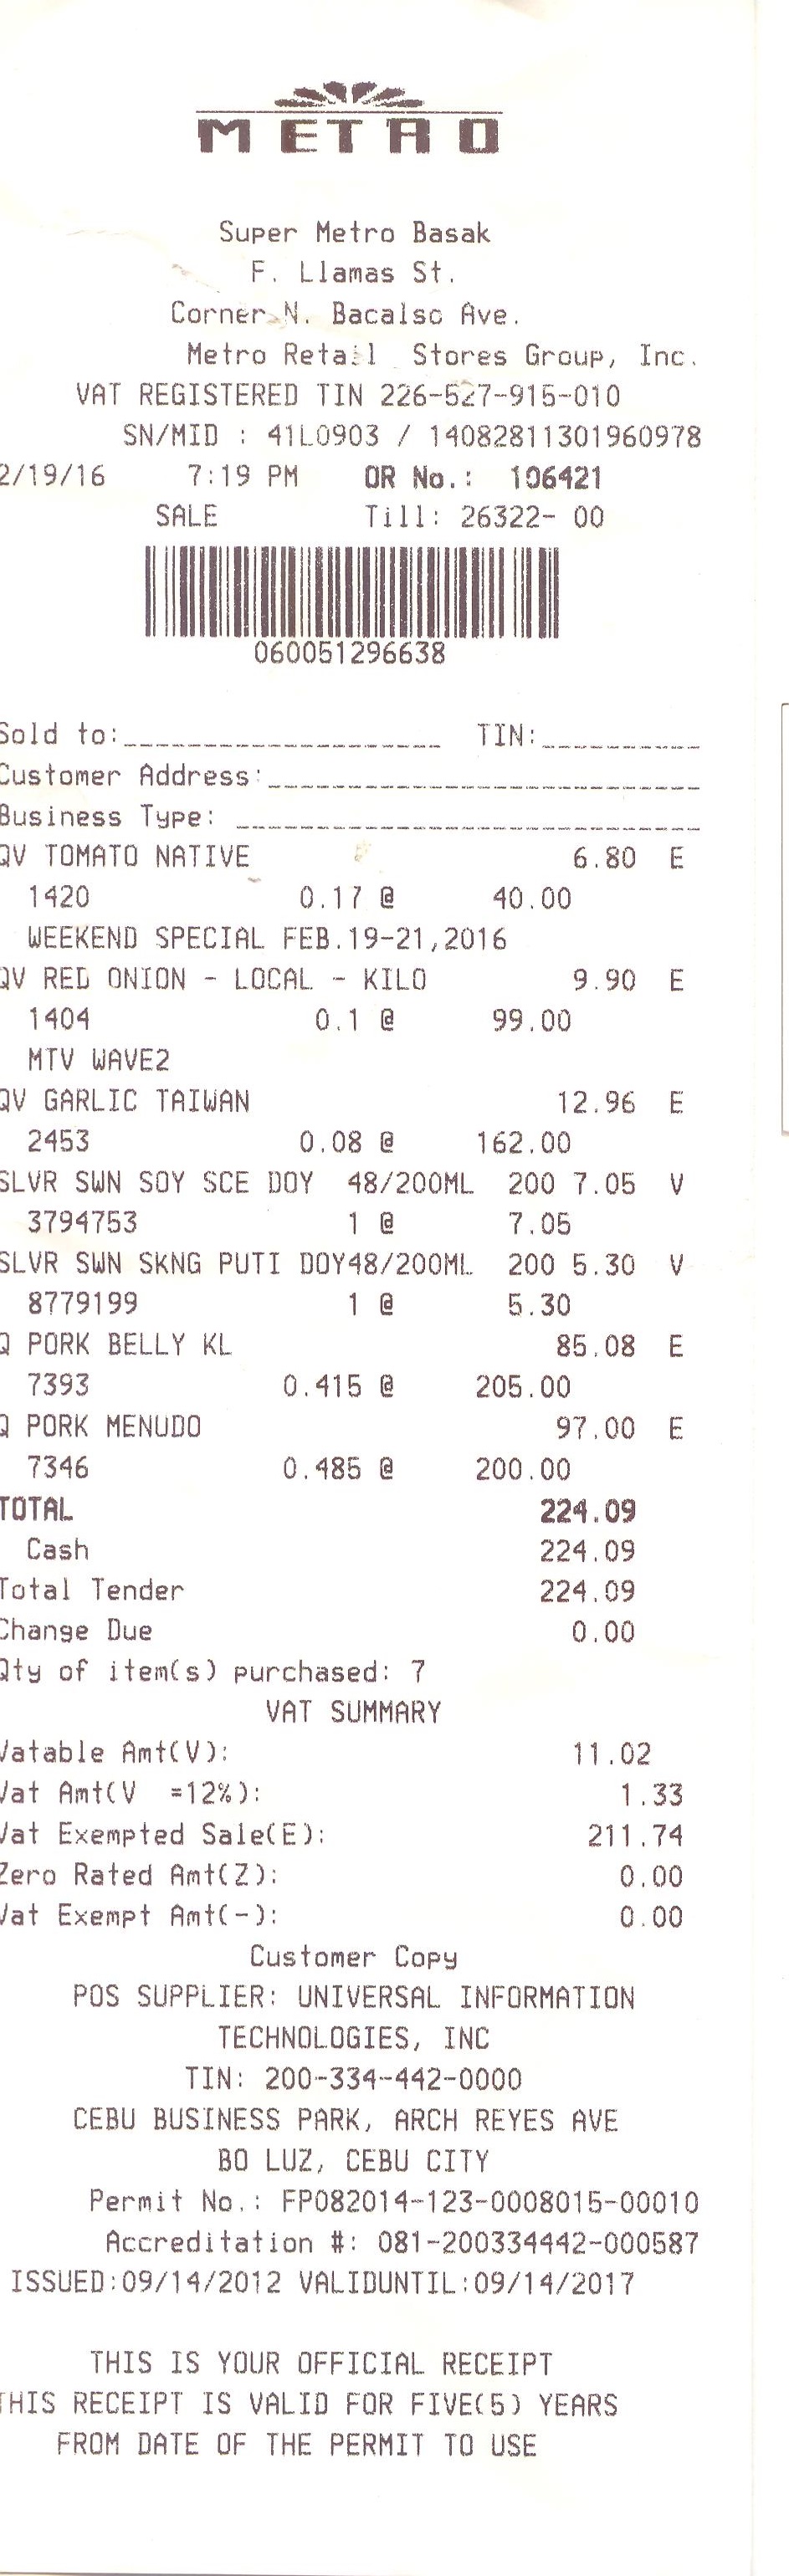 METRO
Super Metro Basak
F. Llamas St.
Corner N. Bacalso Ave.
Metro Retail Stores Group, Inc.
VAT REGISTERED TIN 226-527-915-010
SN/MID : 41L0903 / 14082811301960978
2/19/16 7:19 PM OR No.: 106421
SALE Till: 26322- 00
060051296638
Sold to:____________________ TIN:__________
Customer Address:___________________________
Business Type: _____________________________
QV TOMATO NATIVE 6.80 E
1420 0.17 @ 40.00
WEEKEND SPECIAL FEB.19-21,2016
QV RED ONION - LOCAL - KILO 9.90 E
1404 0.1 @ 99.00
MTV WAVE2
QV GARLIC TAIWAN 12.96 E
2453 0.08 @ 162.00
SLVR SWN SOY SCE DOY 48/200ML 200 7.05 V
3794753 1 @ 7.05
SLVR SWN SKNG PUTI DOY48/200ML 200 5.30 V
8779199 1 @ 5.30
Q PORK BELLY KL 85.08 E
7393 0.415 @ 205.00
Q PORK MENUDO 97.00 E
7346 0.485 @ 200.00
TOTAL 224.09
Cash 224.09
Total Tender 224.09
Change Due 0.00
Qty of item(s) purchased: 7
VAT SUMMARY
Vatable Amt(V): 11.02
Vat Amt(V =12%): 1.33
Vat Exempted Sale(E): 211.74
Zero Rated Amt(Z): 0.00
Vat Exempt Amt(-): 0.00
Customer Copy
POS SUPPLIER: UNIVERSAL INFORMATION
TECHNOLOGIES, INC
TIN: 200-334-442-0000
CEBU BUSINESS PARK, ARCH REYES AVE
BO LUZ, CEBU CITY
Permit No.: FP082014-123-0008015-00010
Accreditation #: 081-200334442-000587
ISSUED:09/14/2012 VALIDUNTIL:09/14/2017
THIS IS YOUR OFFICIAL RECEIPT
THIS RECEIPT IS VALID FOR FIVE(5) YEARS
FROM DATE OF THE PERMIT TO USE